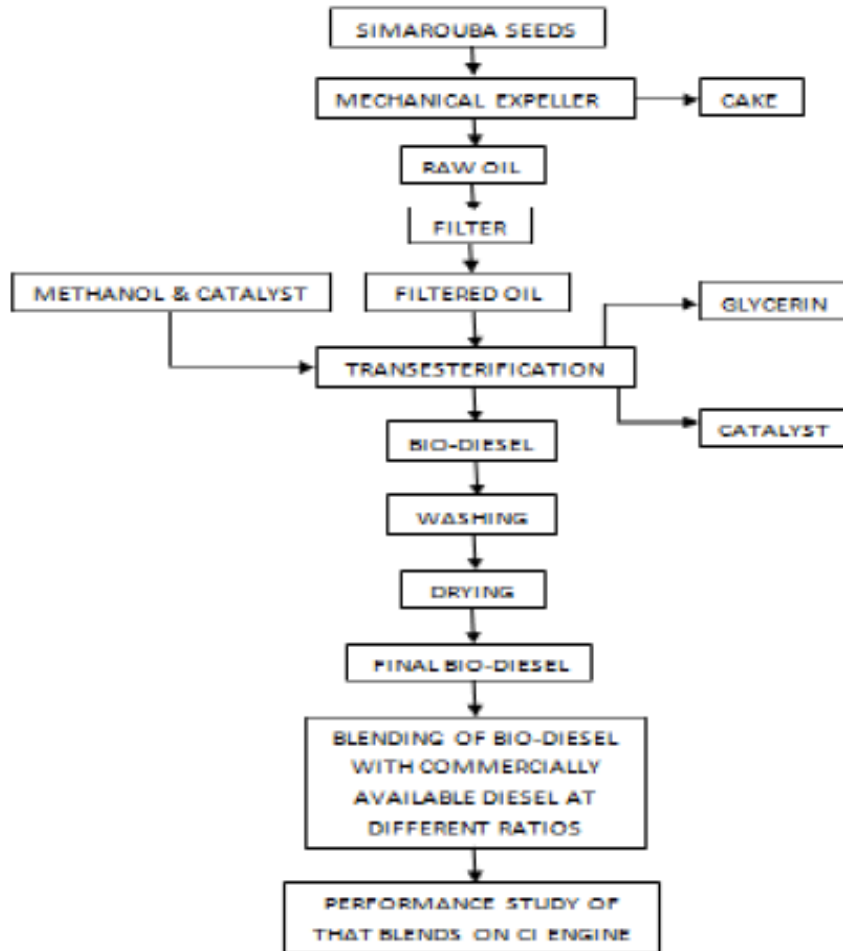 SIMAROUBA SEEDS
MECHANICAL EXPELLER
CAKE
RAW OIL
FILTER
METHANOL & CATALYST
FILTERED OIL
GLYCERIN
TRANSESTERIFICATION
CATALYST
BIO-DIESEL
WASHING
DRYING
FINAL BIO-DIESEL
BLENDING OF BIO-DIESEL
WITH COMMERCIALLY
AVAILABLE DIESEL AT
DIFFERENT RATIOS
PERFORMANCE STUDY OF
THAT BLENDS ON CI ENGINE